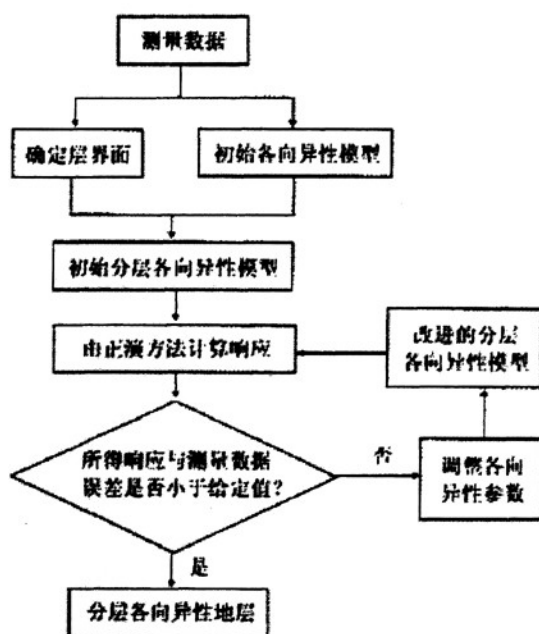 测量数据
确定层界面
初始各向异性模型
初始分层各向异性模型
由正演方法计算响应
改进的分层
各向异性模型
所得响应与测量数据
误差是否小于给定值?
否
调整各向
异性参数
是
分层各向异性地层